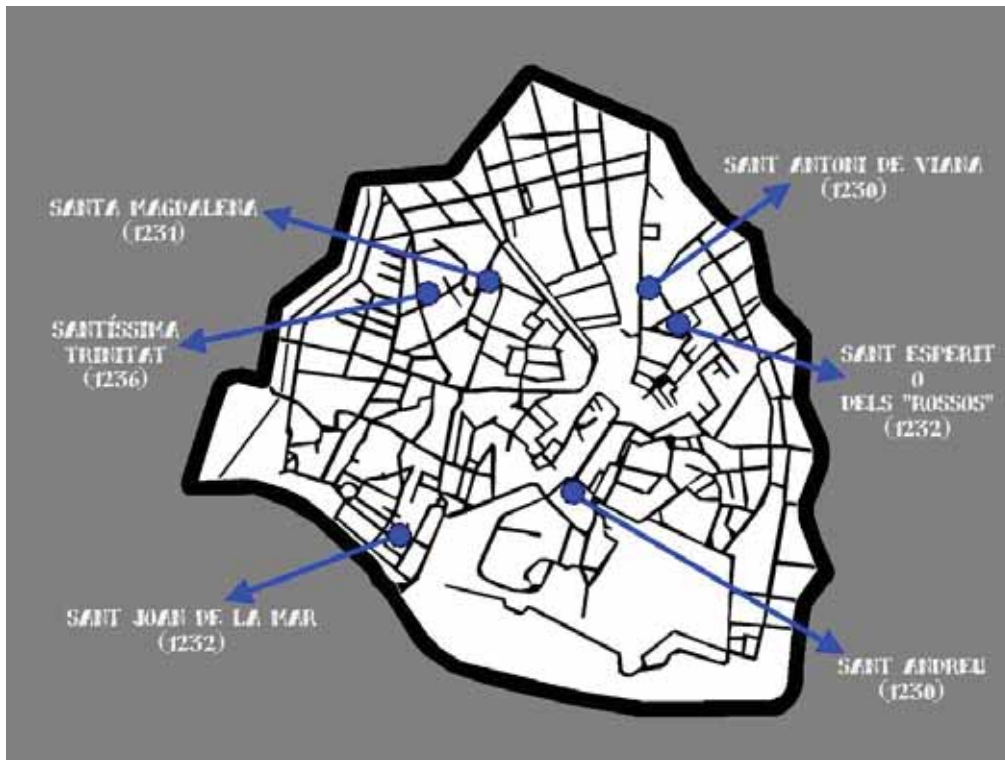 SANT ANTONI DE VIANA
(1230)
SANTA MAGDALENA
(1231)
SANTÍSSIMA
TRINITAT
(1236)
SANT ESPERIT
O
DELS "ROSSOS"
(1232)
SANT JOAN DE LA MAR
(1232)
SANT ANDREU
(1230)